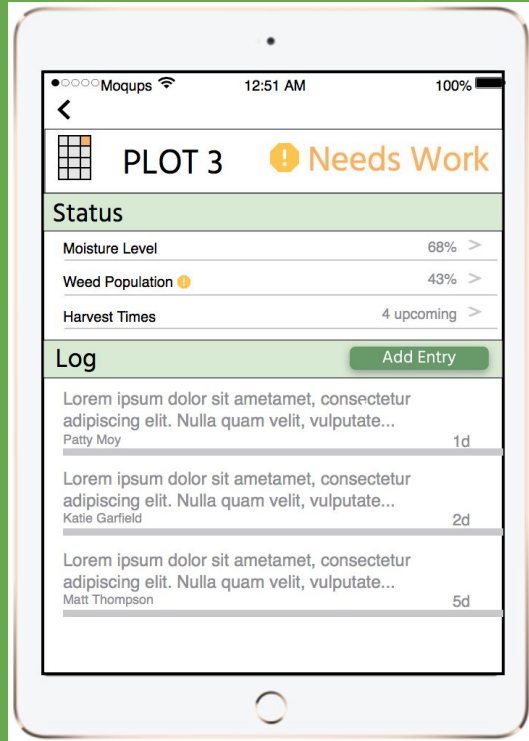 Moqups 12:51 AM 100%
PLOT 3 Needs Work
Status
Moisture Level 68% >
Weed Population 43% >
Harvest Times 4 upcoming >
Log Add Entry
Lorem ipsum dolor sit ametamet, consectetur
adipiscing elit. Nulla quam velit, vulputate...
Patty Moy 1d
Lorem ipsum dolor sit ametamet, consectetur
adipiscing elit. Nulla quam velit, vulputate...
Katie Garfield 2d
Lorem ipsum dolor sit ametamet, consectetur
adipiscing elit. Nulla quam velit, vulputate...
Matt Thompson 5d